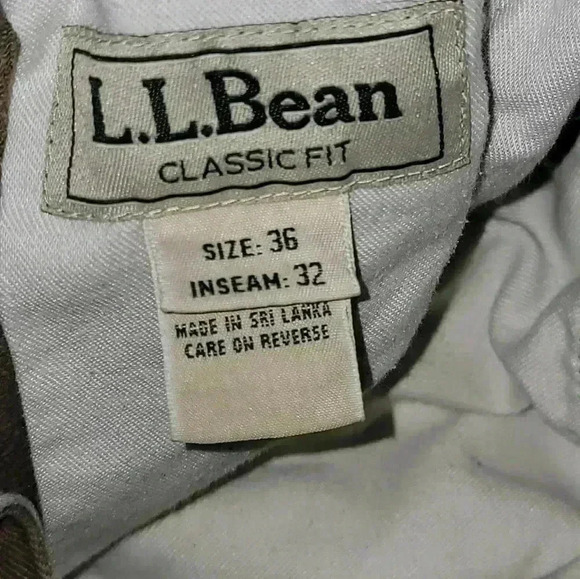 L.L.Bean
CLASSIC FIT
SIZE: 36
INSEAM: 32
MADE IN SRI LANKA
CARE ON REVERSE